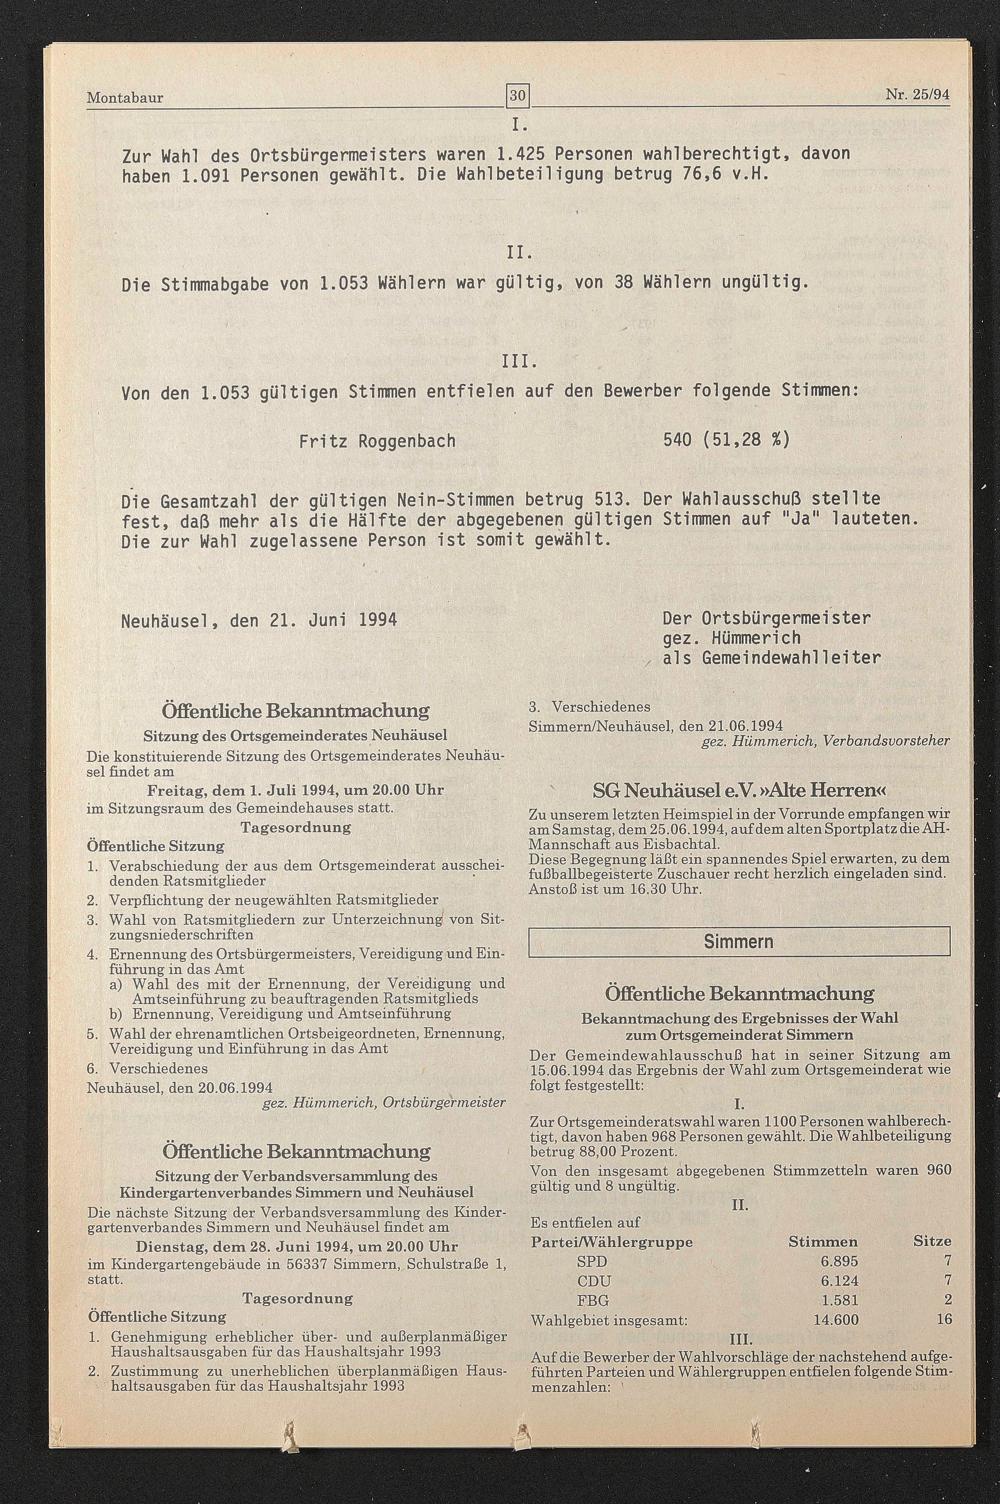 Montabaur
30
Nr. 25/94
I.
Zur Wahl des Ortsbürgermeisters waren 1.425 Personen wahlberechtigt, davon
haben 1.091 Personen gewählt. Die Wahlbeteiligung betrug 76,6 v.H.
II.
Die Stimmabgabe von 1.053 Wählern war gültig, von 38 Wählern ungültig.
III.
Von den 1.053 gültigen Stimmen entfielen auf den Bewerber folgende Stimmen:
Fritz Roggenbach 540 (51,28 %)
Die Gesamtzahl der gültigen Nein-Stimmen betrug 513. Der Wahlausschuß stellte
fest, daß mehr als die Hälfte der abgegebenen gültigen Stimmen auf "Ja" lauteten.
Die zur Wahl zugelassene Person ist somit gewählt.
Neuhäusel, den 21. Juni 1994
Der Ortsbürgermeister
gez. Hümmerich
als Gemeindewahlleiter
Öffentliche Bekanntmachung
Sitzung des Ortsgemeinderates Neuhäusel
Die konstituierende Sitzung des Ortsgemeinderates Neuhäu-
sel findet am
Freitag, dem 1. Juli 1994, um 20.00 Uhr
im Sitzungsraum des Gemeindehauses statt.
Tagesordnung
Öffentliche Sitzung
1. Verabschiedung der aus dem Ortsgemeinderat ausschei-
denden Ratsmitglieder
2. Verpflichtung der neugewählten Ratsmitglieder
3. Wahl von Ratsmitgliedern zur Unterzeichnung von Sit-
zungsniederschriften
4. Ernennung des Ortsbürgermeisters, Vereidigung und Ein-
führung in das Amt
a) Wahl des mit der Ernennung, der Vereidigung und
Amtseinführung zu beauftragenden Ratsmitglieds
b) Ernennung, Vereidigung und Amtseinführung
5. Wahl der ehrenamtlichen Ortsbeigeordneten, Ernennung,
Vereidigung und Einführung in das Amt
6. Verschiedenes
Neuhäusel, den 20.06.1994
gez. Hümmerich, Ortsbürgermeister
Öffentliche Bekanntmachung
Sitzung der Verbandsversammlung des
Kindergartenverbandes Simmern und Neuhäusel
Die nächste Sitzung der Verbandsversammlung des Kinder-
gartenverbandes Simmern und Neuhäusel findet am
Dienstag, dem 28. Juni 1994, um 20.00 Uhr
im Kindergartengebäude in 56337 Simmern, Schulstraße 1,
statt.
Tagesordnung
Öffentliche Sitzung
1. Genehmigung erheblicher über- und außerplanmäßiger
Haushaltsausgaben für das Haushaltsjahr 1993
2. Zustimmung zu unerheblichen überplanmäßigen Haus-
haltsausgaben für das Haushaltsjahr 1993
3. Verschiedenes
Simmern/Neuhäusel, den 21.06.1994
gez. Hümmerich, Verbandsvorsteher
SG Neuhäusel e.V. »Alte Herren«
Zu unserem letzten Heimspiel in der Vorrunde empfangen wir
am Samstag, dem 25.06.1994, auf dem alten Sportplatz die AH-
Mannschaft aus Eisbachtal.
Diese Begegnung läßt ein spannendes Spiel erwarten, zu dem
fußballbegeisterte Zuschauer recht herzlich eingeladen sind.
Anstoß ist um 16.30 Uhr.
Simmern
Öffentliche Bekanntmachung
Bekanntmachung des Ergebnisses der Wahl
zum Ortsgemeinderat Simmern
Der Gemeindewahlausschuß hat in seiner Sitzung am
15.06.1994 das Ergebnis der Wahl zum Ortsgemeinderat wie
folgt festgestellt:
I.
Zur Ortsgemeinderatswahl waren 1100 Personen wahlberech-
tigt, davon haben 968 Personen gewählt. Die Wahlbeteiligung
betrug 88,00 Prozent.
Von den insgesamt abgegebenen Stimmzetteln waren 960
gültig und 8 ungültig.
II.
Es entfielen auf
Partei/Wählergruppe Stimmen Sitze
SPD 6.895 7
CDU 6.124 7
FBG 1.581 2
Wahlgebiet insgesamt: 14.600 16
III.
Auf die Bewerber der Wahlvorschläge der nachstehend aufge-
führten Parteien und Wählergruppen entfielen folgende Stim-
menzahlen: